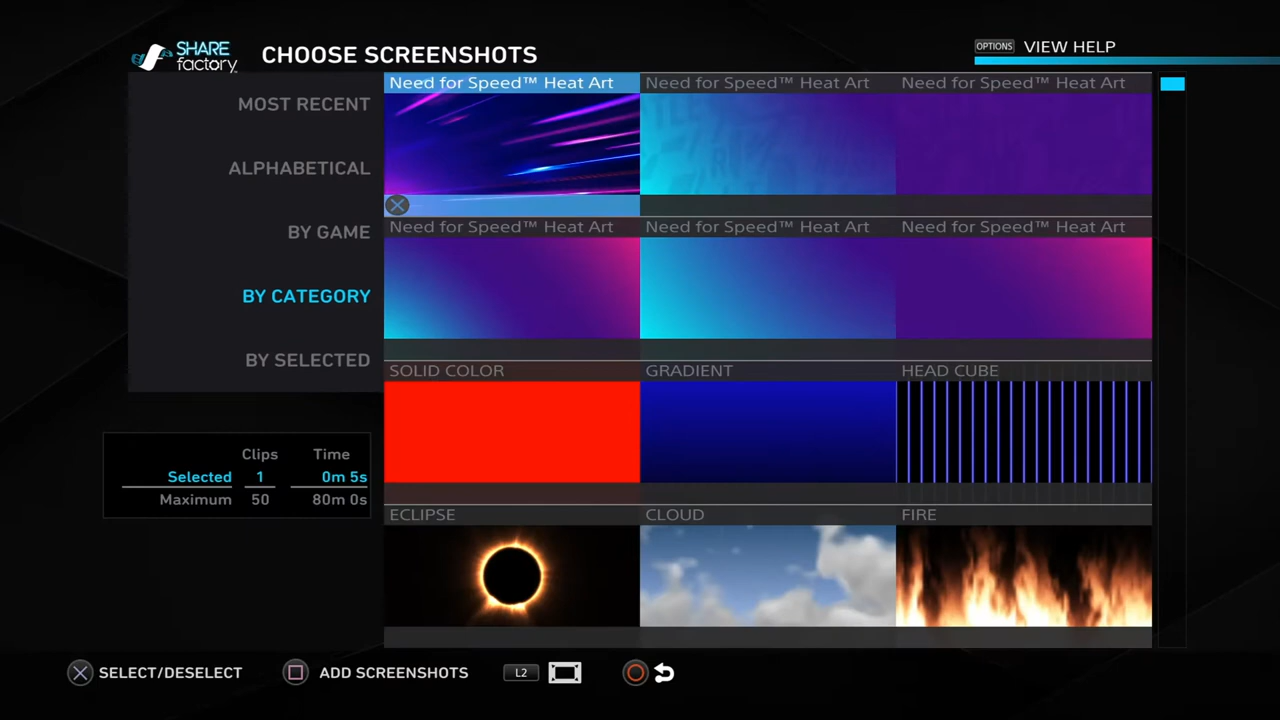 SHARE
factory™
CHOOSE SCREENSHOTS
OPTIONS VIEW HELP
MOST RECENT
ALPHABETICAL
BY GAME
BY CATEGORY
BY SELECTED
Clips Time
Selected 1 0m 5s
Maximum 50 80m 0s
Need for Speed™ Heat Art
Need for Speed™ Heat Art
Need for Speed™ Heat Art
Need for Speed™ Heat Art
Need for Speed™ Heat Art
Need for Speed™ Heat Art
SOLID COLOR
GRADIENT
HEAD CUBE
ECLIPSE
CLOUD
FIRE
SELECT/DESELECT
ADD SCREENSHOTS
L2